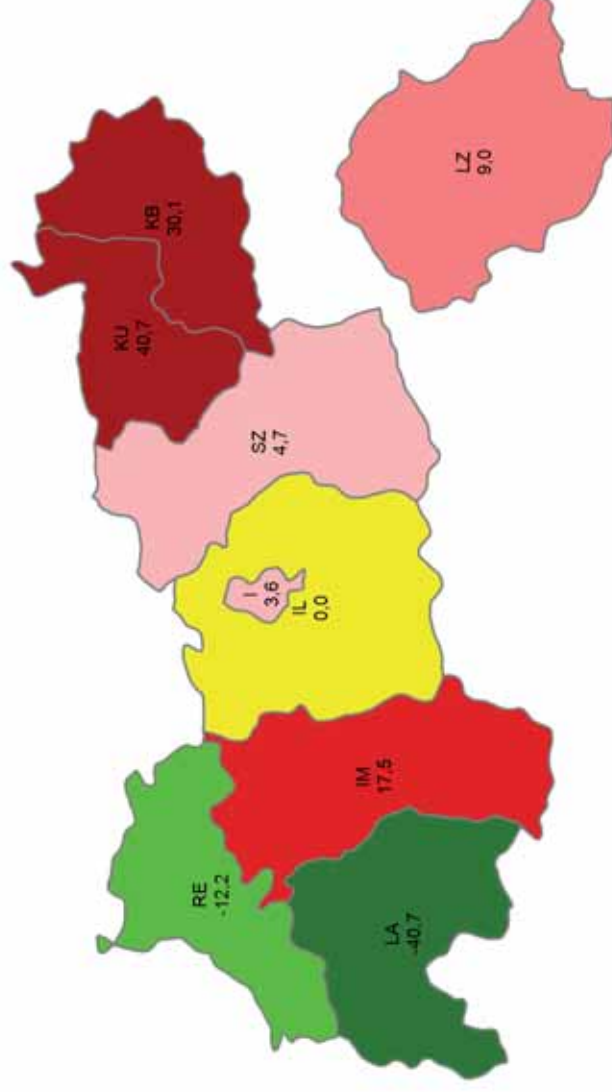 RE
-12,2
LA
-40,7
IM
17,5
I
3,6
IL
0,0
SZ
4,7
KU
40,7
KB
30,1
LZ
9,0